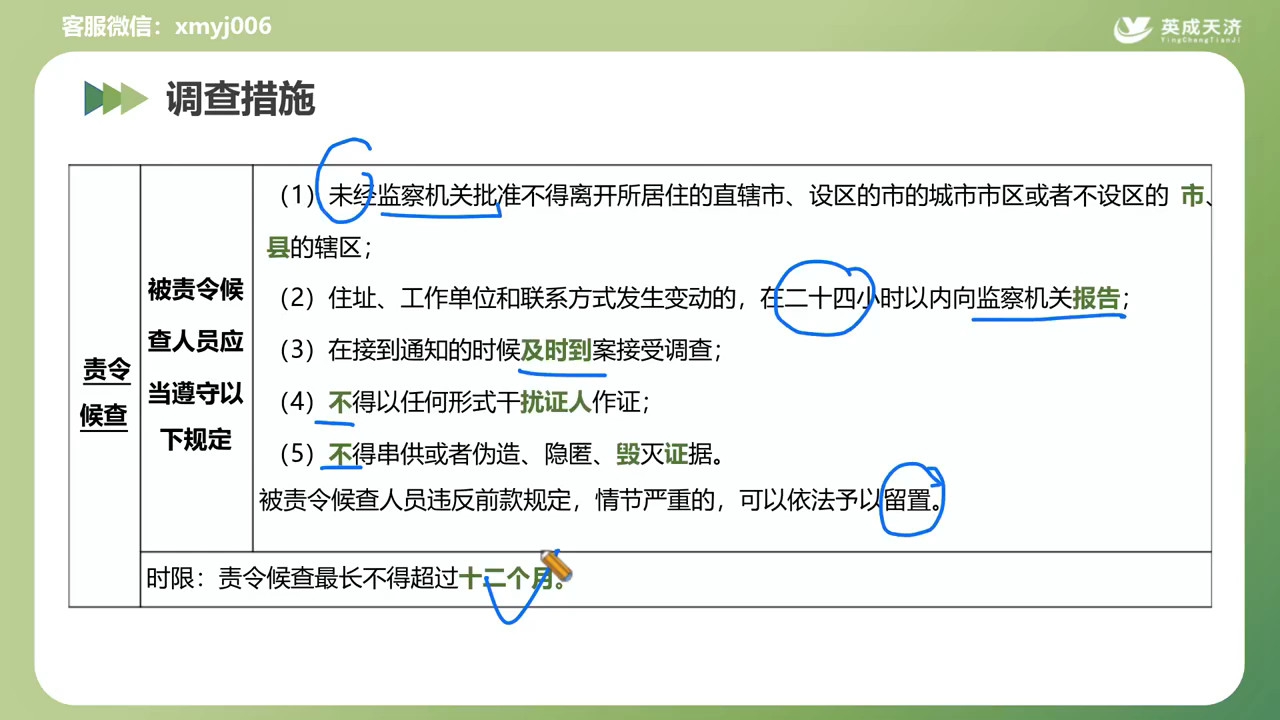 客服微信：xmyj006
英成天济
YingChengTianJi
调查措施
责令
候查
被责令候
查人员应
当遵守以
下规定
（1）未经监察机关批准不得离开所居住的直辖市、设区的市的城市市区或者不设区的 市、
县的辖区；
（2）住址、工作单位和联系方式发生变动的，在二十四小时以内向监察机关报告；
（3）在接到通知的时候及时到案接受调查；
（4）不得以任何形式干扰证人作证；
（5）不得串供或者伪造、隐匿、毁灭证据。
被责令候查人员违反前款规定，情节严重的，可以依法予以留置。
时限：责令候查最长不得超过十二个月。